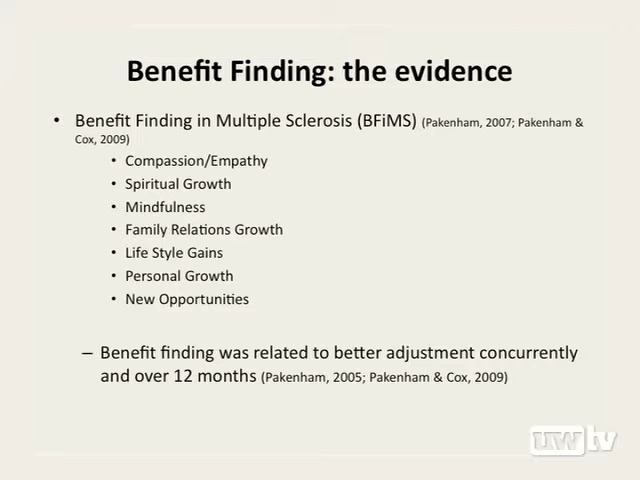 Benefit Finding: the evidence
• Benefit Finding in Multiple Sclerosis (BFiMS) (Pakenham, 2007; Pakenham &
Cox, 2009)
• Compassion/Empathy
• Spiritual Growth
• Mindfulness
• Family Relations Growth
• Life Style Gains
• Personal Growth
• New Opportunities
– Benefit finding was related to better adjustment concurrently
and over 12 months (Pakenham, 2005; Pakenham & Cox, 2009)
uwtv